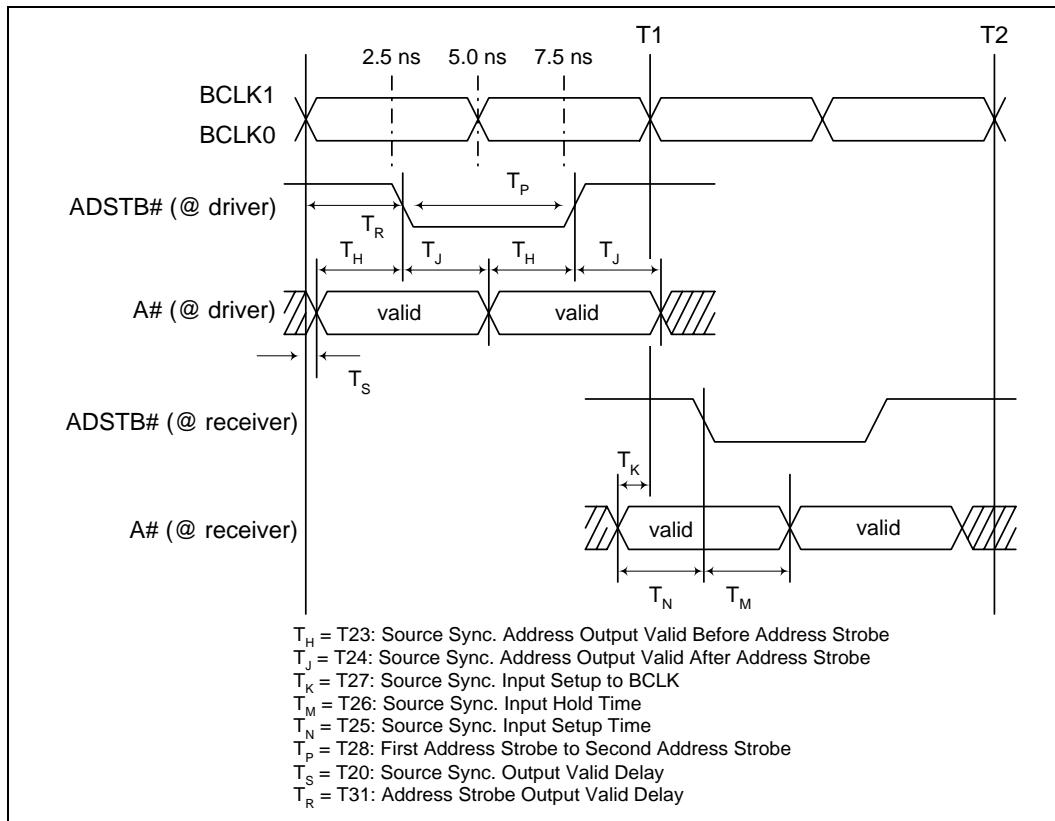 T1 T2
2.5 ns 5.0 ns 7.5 ns
BCLK1
BCLK0
ADSTB# (@ driver)
T_P
T_R
T_H T_J T_H T_J
A# (@ driver)
valid valid
T_S
ADSTB# (@ receiver)
T_K
A# (@ receiver)
valid valid
T_N T_M
T_H = T23: Source Sync. Address Output Valid Before Address Strobe
T_J = T24: Source Sync. Address Output Valid After Address Strobe
T_K = T27: Source Sync. Input Setup to BCLK
T_M = T26: Source Sync. Input Hold Time
T_N = T25: Source Sync. Input Setup Time
T_P = T28: First Address Strobe to Second Address Strobe
T_S = T20: Source Sync. Output Valid Delay
T_R = T31: Address Strobe Output Valid Delay